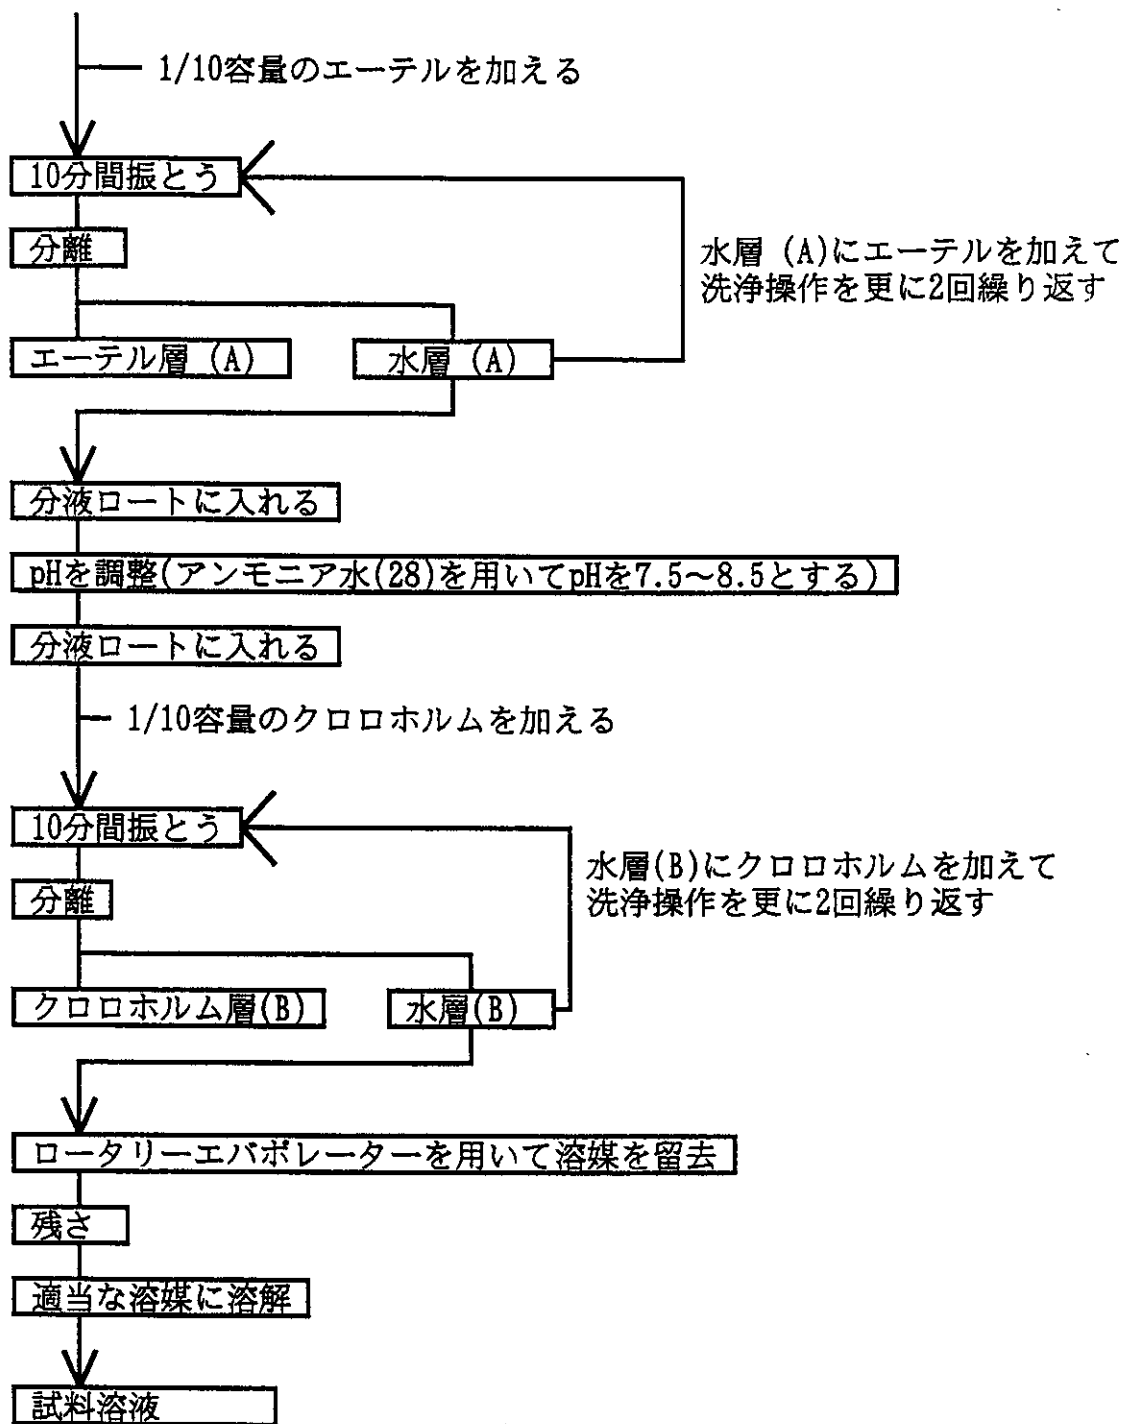 1/10容量のエーテルを加える
10分間振とう
分離
水層 (A)にエーテルを加えて
洗浄操作を更に2回繰り返す
エーテル層 (A)
水層 (A)
分液ロートに入れる
pHを調整(アンモニア水(28)を用いてpHを7.5～8.5とする)
分液ロートに入れる
1/10容量のクロロホルムを加える
10分間振とう
水層(B)にクロロホルムを加えて
洗浄操作を更に2回繰り返す
分離
クロロホルム層(B)
水層(B)
ロータリーエバポレーターを用いて溶媒を留去
残さ
適当な溶媒に溶解
試料溶液